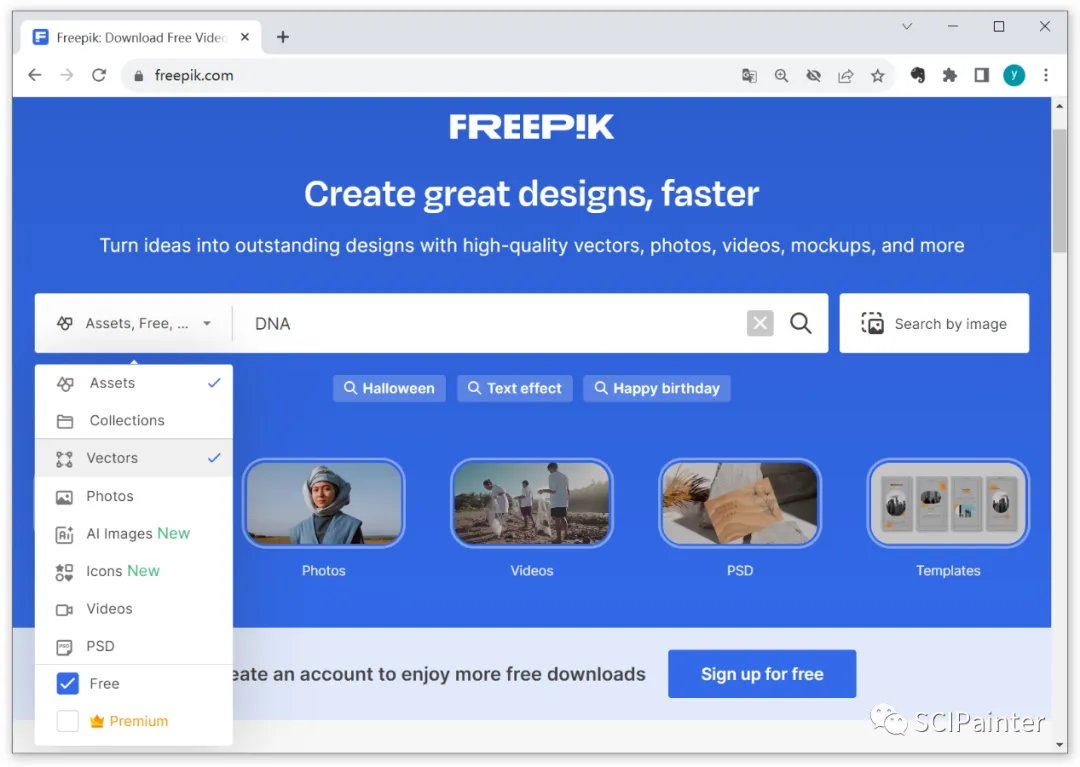 Freepik: Download Free Video
freepik.com
y
FREEP!K
Create great designs, faster
Turn ideas into outstanding designs with high-quality vectors, photos, videos, mockups, and more
Assets, Free, ...
DNA
Search by image
Assets
Collections
Vectors
Photos
AI Images New
Icons New
Videos
PSD
Free
Premium
Halloween
Text effect
Happy birthday
Photos
Videos
PSD
Templates
eate an account to enjoy more free downloads
Sign up for free
SCIPainter